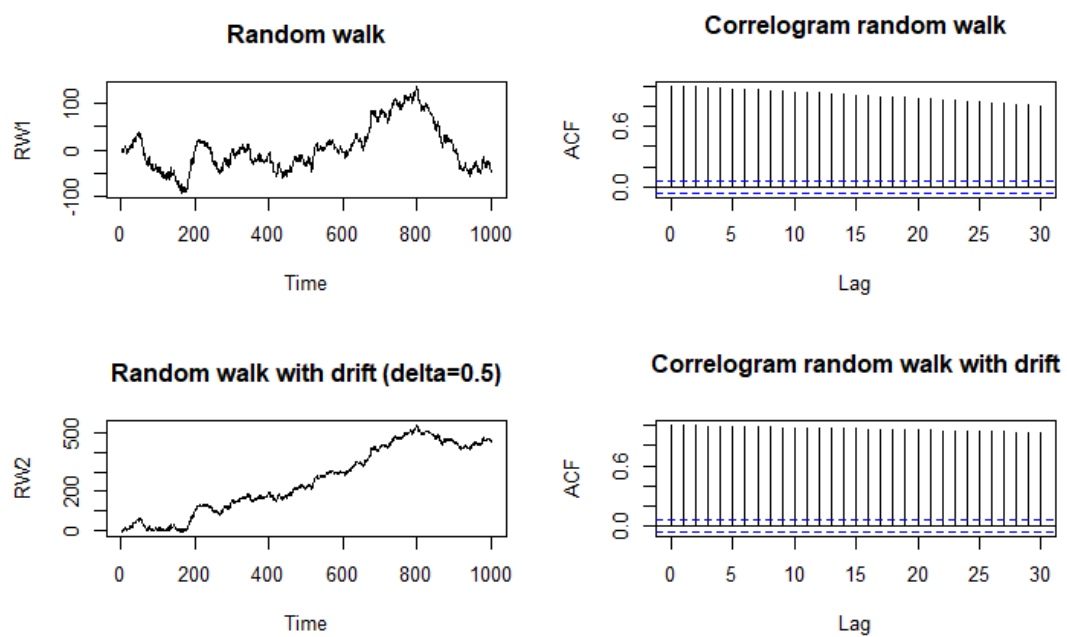 Random walk
RW1
-100 0 100
0 200 400 600 800 1000
Time
Correlogram random walk
ACF
0.0 0.6
0 5 10 15 20 25 30
Lag
Random walk with drift (delta=0.5)
RW2
0 200 500
0 200 400 600 800 1000
Time
Correlogram random walk with drift
ACF
0.0 0.6
0 5 10 15 20 25 30
Lag